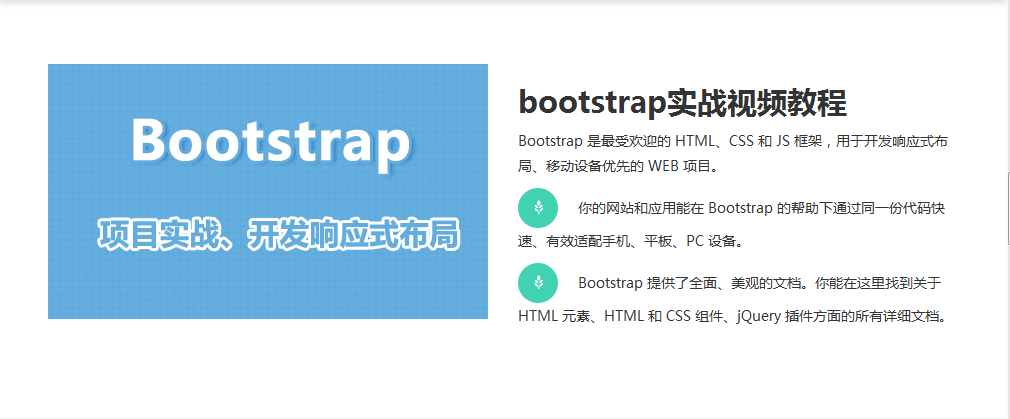 Bootstrap
项目实战、开发响应式布局
bootstrap实战视频教程
Bootstrap 是最受欢迎的 HTML、CSS 和 JS 框架，用于开发响应式布
局、移动设备优先的 WEB 项目。
你的网站和应用能在 Bootstrap 的帮助下通过同一份代码快
速、有效适配手机、平板、PC 设备。
Bootstrap 提供了全面、美观的文档。你能在这里找到关于
HTML 元素、HTML 和 CSS 组件、jQuery 插件方面的所有详细文档。